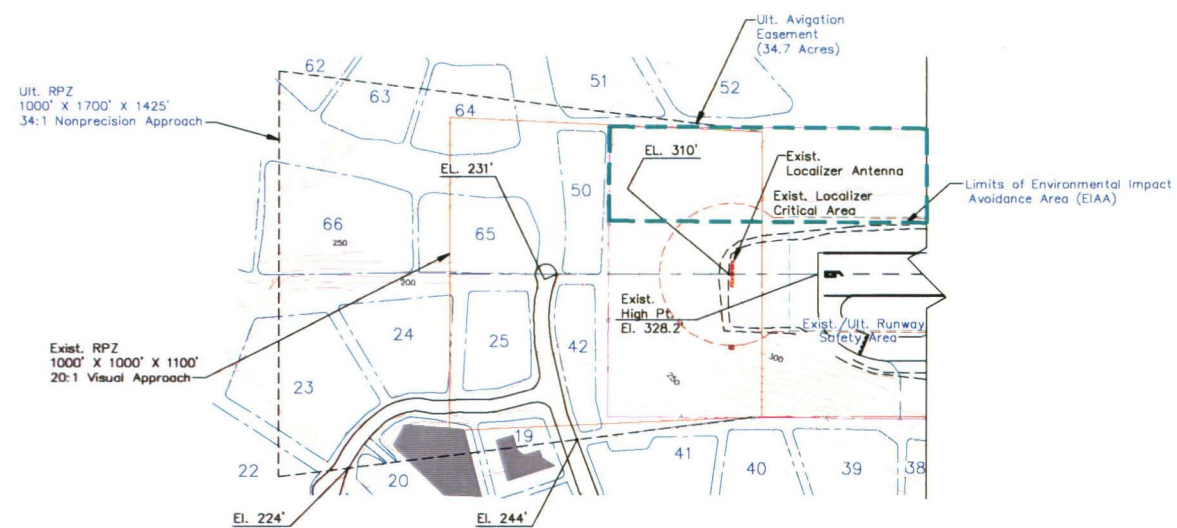 Ult. Avigation
Easement
(34.7 Acres)
62
51
52
Ult. RPZ
1000' X 1700' X 1425'
34:1 Nonprecision Approach
63
64
EL. 310'
Exist.
Localizer Antenna
EL. 231'
50
Exist. Localizer
Critical Area
Limits of Environmental Impact
Avoidance Area (EIAA)
66
250
65
200
Exist.
High Pt.
El. 328.2'
Exist./Ult. Runway
Safety Area
24
25
42
Exist. RPZ
1000' X 1000' X 1100'
20:1 Visual Approach
300
250
23
19
22
20
41
40
39
38
El. 224'
El. 244'